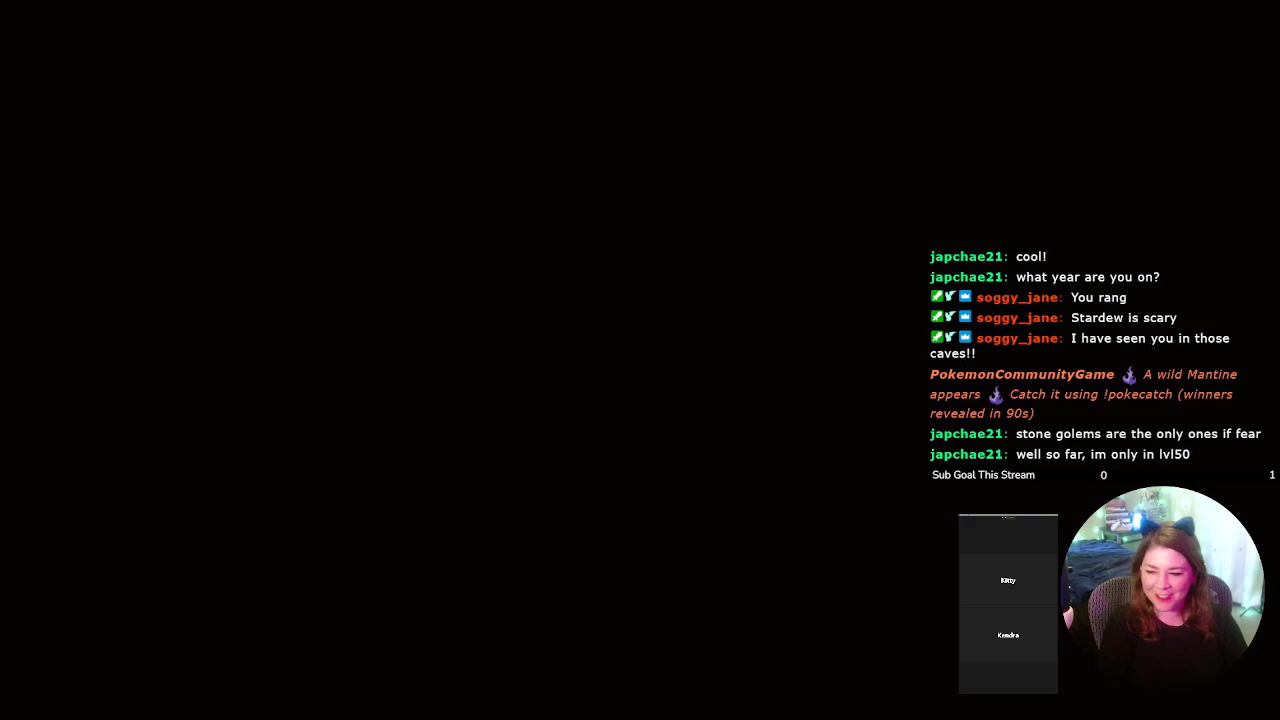 japchae21: cool!
japchae21: what year are you on?
soggy_jane: You rang
soggy_jane: Stardew is scary
soggy_jane: I have seen you in those
caves!!
PokemonCommunityGame A wild Mantine
appears Catch it using !pokecatch (winners
revealed in 90s)
japchae21: stone golems are the only ones if fear
japchae21: well so far, im only in lvl50
Sub Goal This Stream 0 1
Kitty
Kendra